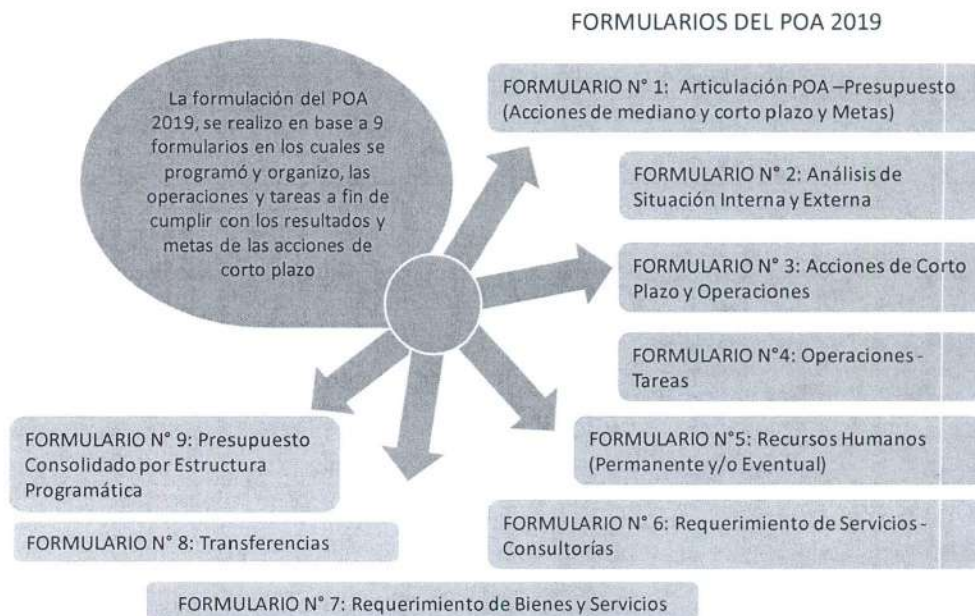 FORMULARIOS DEL POA 2019
La formulación del POA
2019, se realizo en base a 9
formularios en los cuales se
programó y organizo, las
operaciones y tareas a fin de
cumplir con los resultados y
metas de las acciones de
corto plazo
FORMULARIO N° 1: Articulación POA –Presupuesto
(Acciones de mediano y corto plazo y Metas)
FORMULARIO N° 2: Análisis de
Situación Interna y Externa
FORMULARIO N° 3: Acciones de Corto
Plazo y Operaciones
FORMULARIO N°4: Operaciones -
Tareas
FORMULARIO N°5: Recursos Humanos
(Permanente y/o Eventual)
FORMULARIO N° 6: Requerimiento de Servicios -
Consultorías
FORMULARIO N° 7: Requerimiento de Bienes y Servicios
FORMULARIO N° 8: Transferencias
FORMULARIO N° 9: Presupuesto
Consolidado por Estructura
Programática